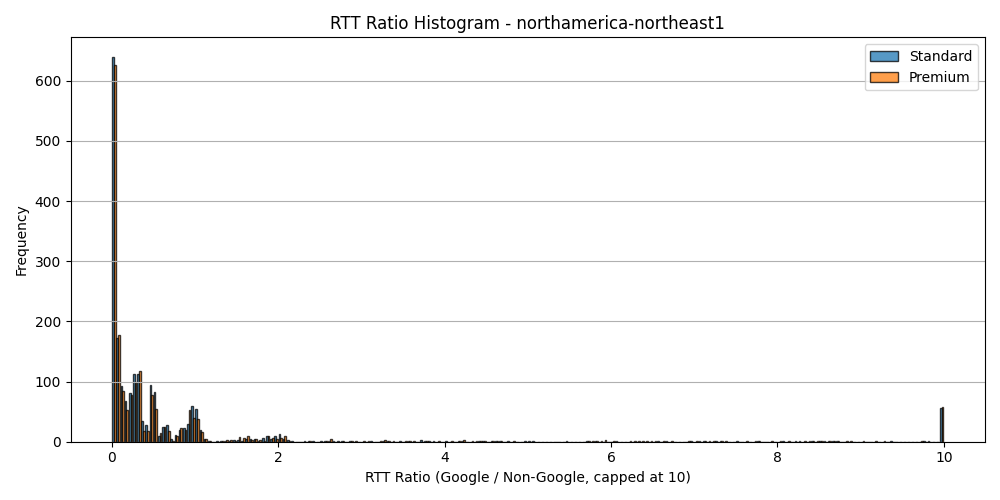 RTT Ratio Histogram - northamerica-northeast1
Standard
Premium
Frequency
600
500
400
300
200
100
0
0 2 4 6 8 10
RTT Ratio (Google / Non-Google, capped at 10)